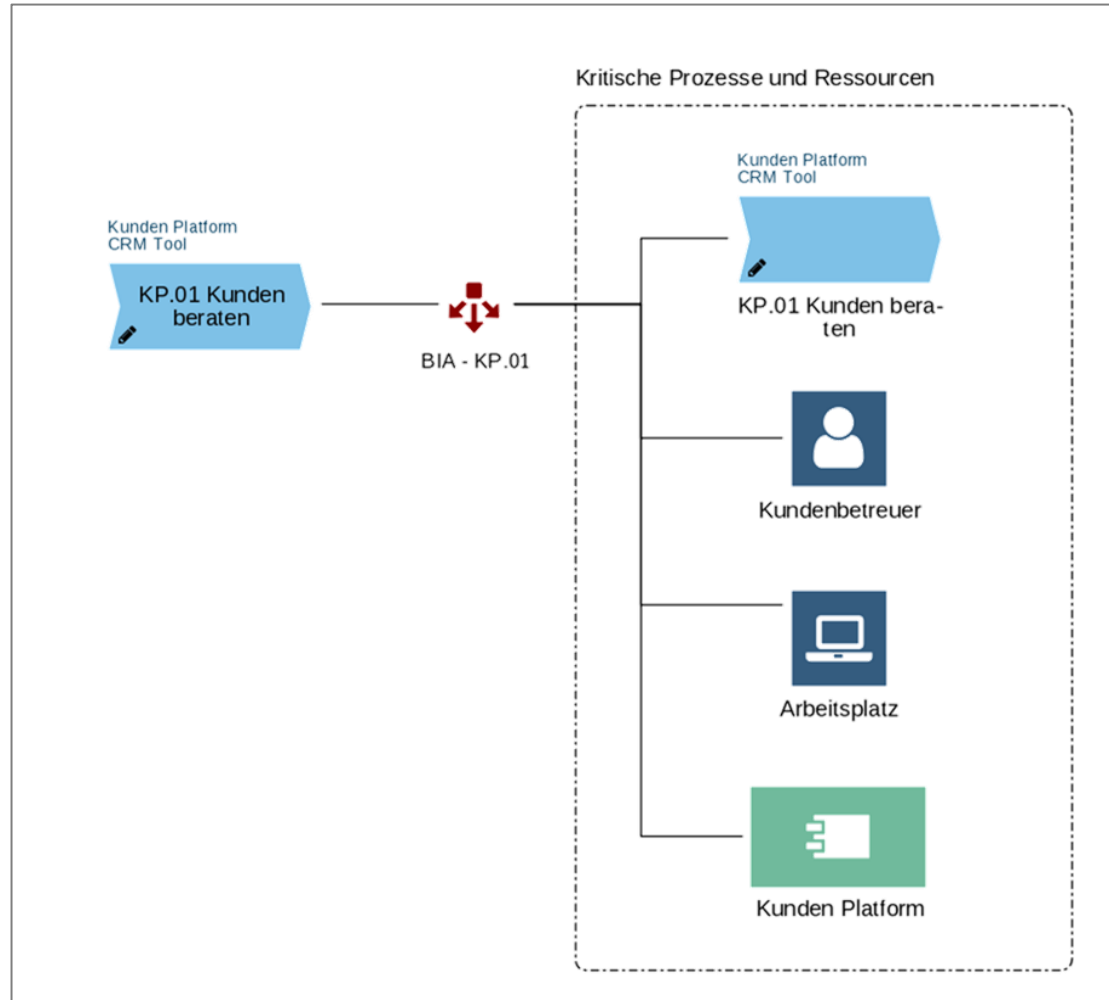 Kritische Prozesse und Ressourcen
Kunden Platform
CRM Tool
KP.01 Kunden
beraten
BIA - KP.01
Kunden Platform
CRM Tool
KP.01 Kunden bera-
ten
Kundenbetreuer
Arbeitsplatz
Kunden Platform